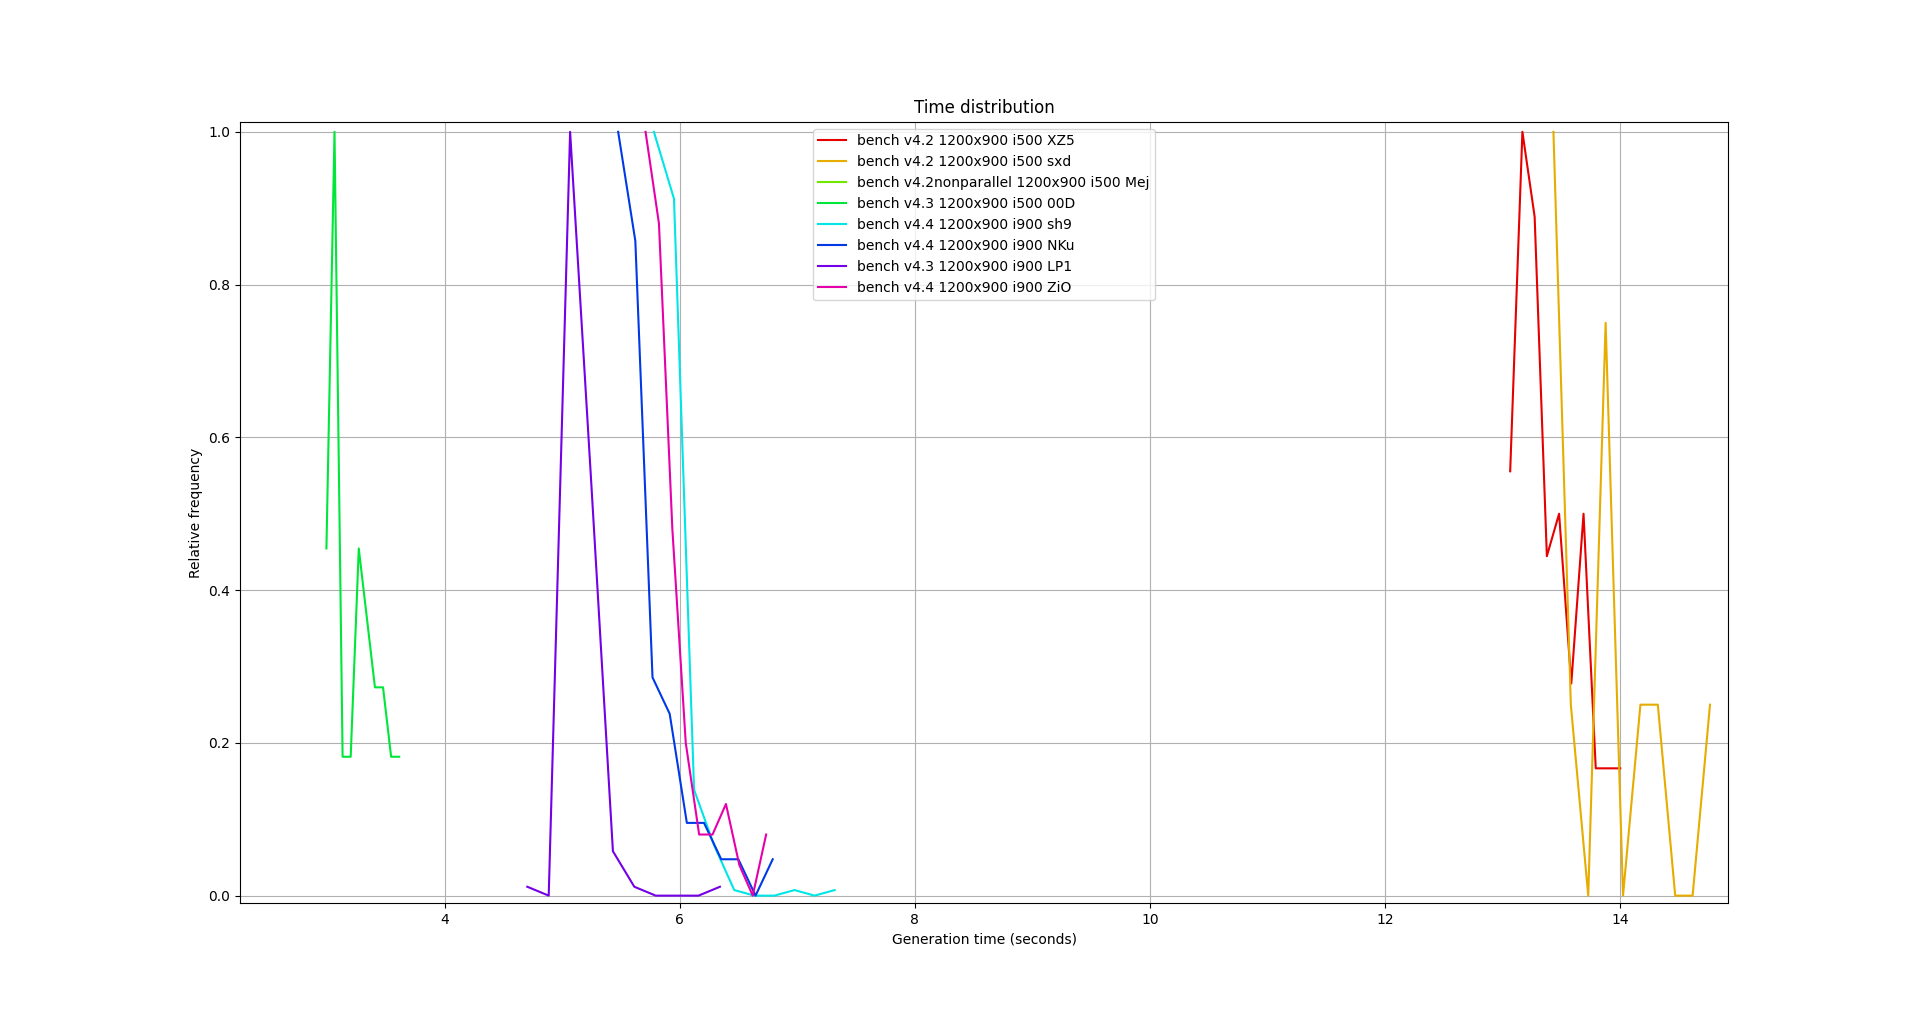 Time distribution
bench v4.2 1200x900 i500 XZ5
bench v4.2 1200x900 i500 sxd
bench v4.2nonparallel 1200x900 i500 Mej
bench v4.3 1200x900 i500 00D
bench v4.4 1200x900 i900 sh9
bench v4.4 1200x900 i900 NKu
bench v4.3 1200x900 i900 LP1
bench v4.4 1200x900 i900 ZiO
1.0
0.8
0.6
0.4
0.2
0.0
Relative frequency
4 6 8 10 12 14
Generation time (seconds)